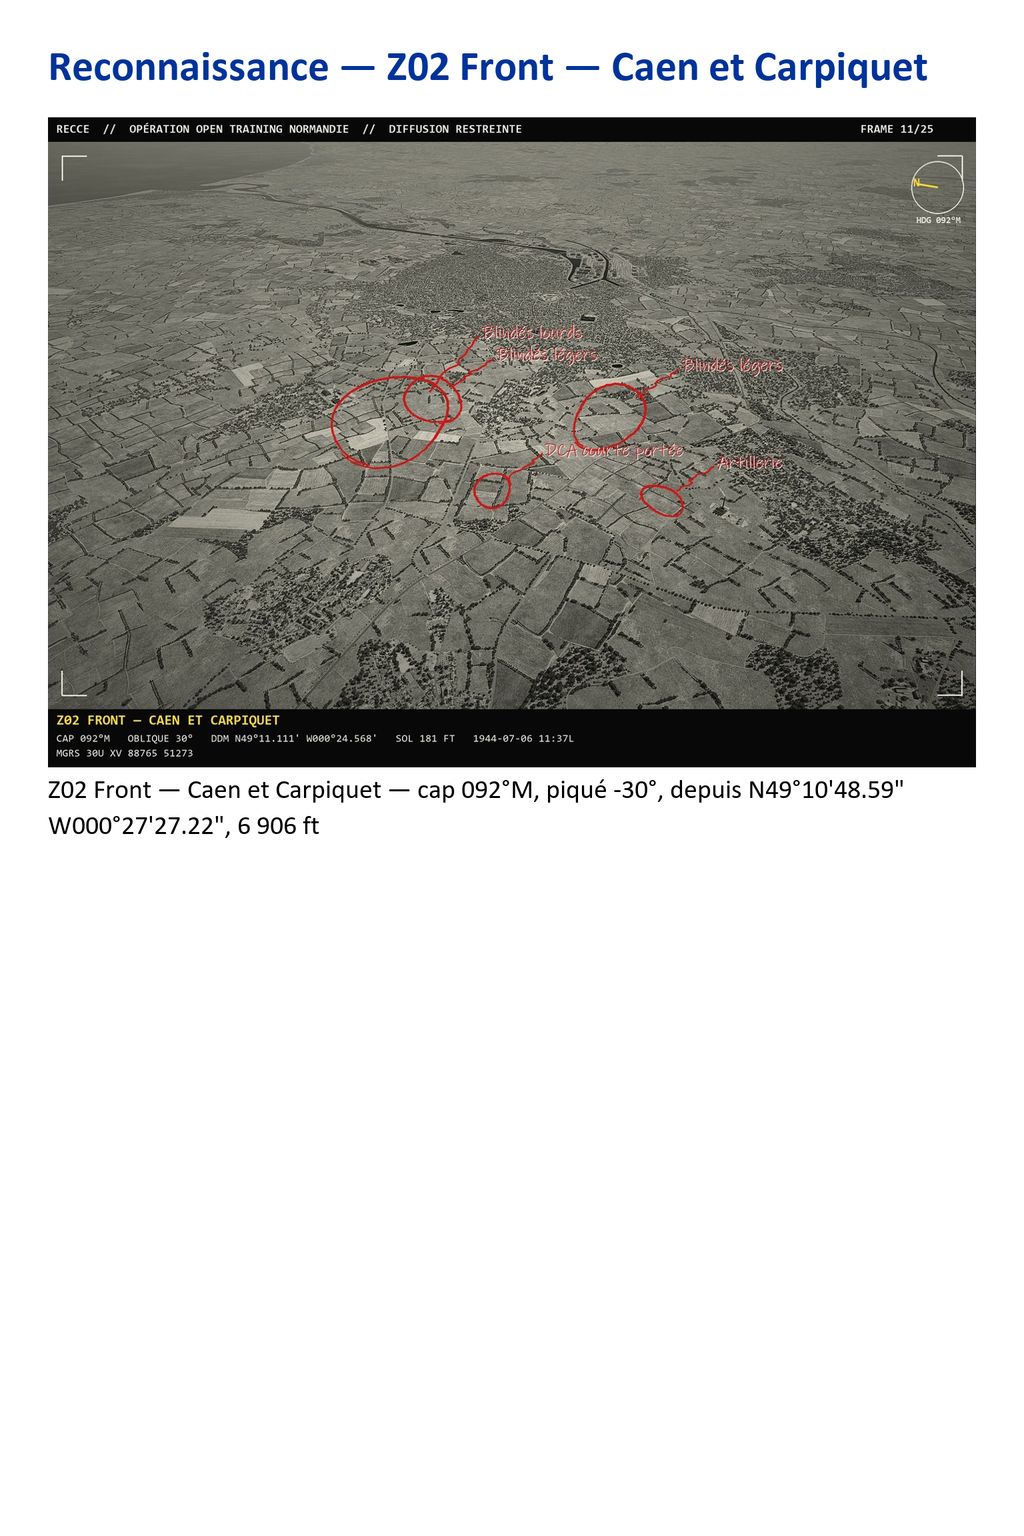 Reconnaissance — Z02 Front — Caen et Carpiquet
RECCE // OPÉRATION OPEN TRAINING NORMANDIE // DIFFUSION RESTREINTE FRAME 11/25
N
HDG 092°M
Blindés lourds
Blindés légers
Blindés légers
DCA courte portée
Artillerie
Z02 FRONT — CAEN ET CARPIQUET
CAP 092° OBLIQUE 30° DDM N49°11.111' W000°24.568' SOL 181 FT 1944-07-06 11:37L
MGRS 30U XV 88765 51273
Z02 Front — Caen et Carpiquet — cap 092°M, piqué -30°, depuis N49°10'48.59"
W000°27'27.22", 6 906 ft